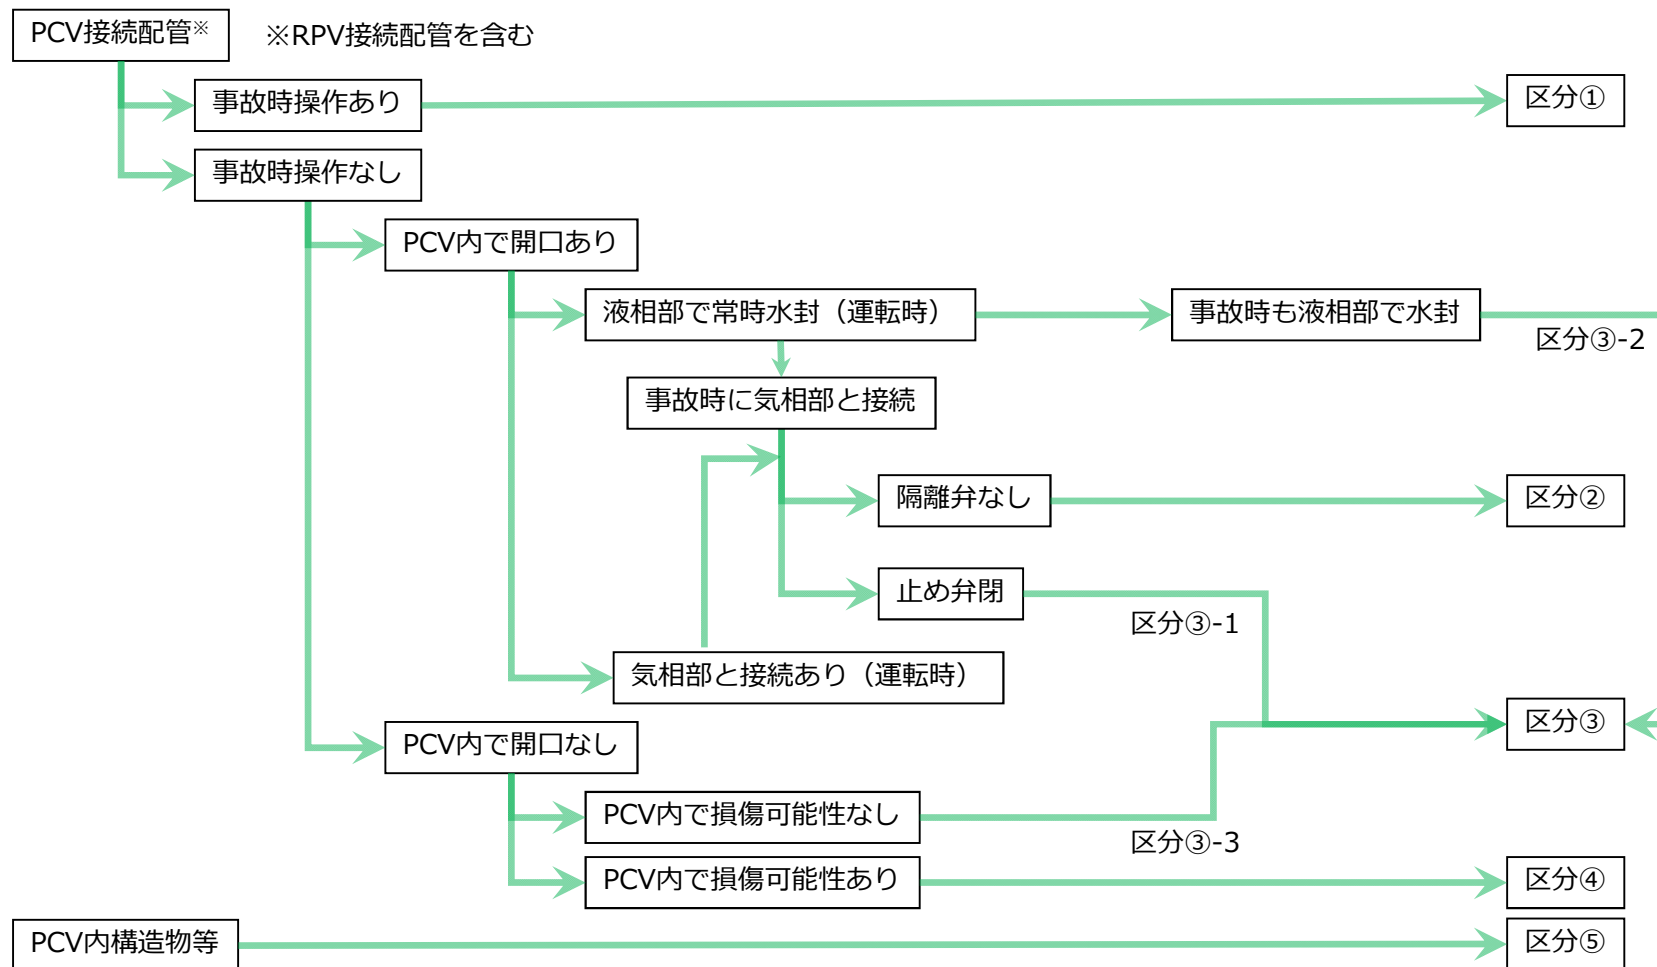 PCV接続配管※
※RPV接続配管を含む
事故時操作あり
区分①
事故時操作なし
PCV内で開口あり
液相部で常時水封（運転時）
事故時も液相部で水封
区分③-2
事故時に気相部と接続
隔離弁なし
区分②
止め弁閉
区分③-1
気相部と接続あり（運転時）
区分③
PCV内で開口なし
PCV内で損傷可能性なし
区分③-3
PCV内で損傷可能性あり
区分④
PCV内構造物等
区分⑤